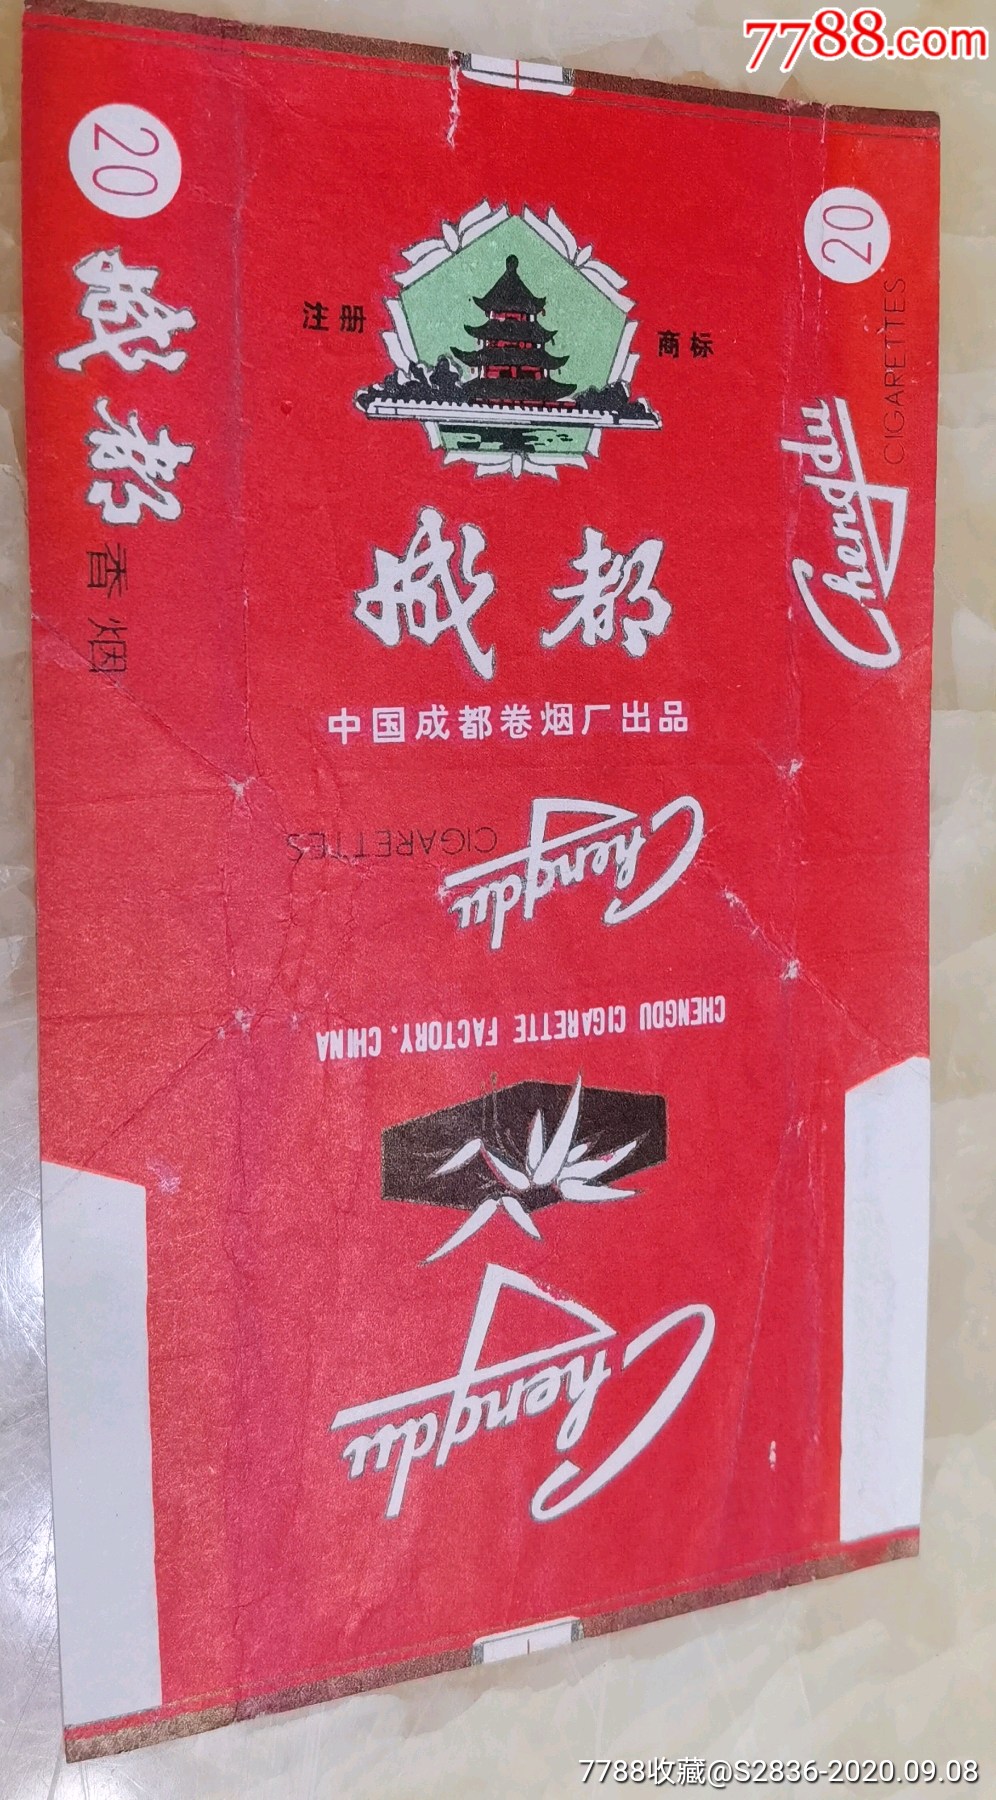 7788.com
20
成都
香烟
注册
商标
成都
中国成都卷烟厂出品
20
CIGARETTES
Chengdu
Chengdu
CIGARETTES
CHENGDU CIGARETTE FACTORY. CHINA
Chengdu
7788收藏@S2836-2020.09.08